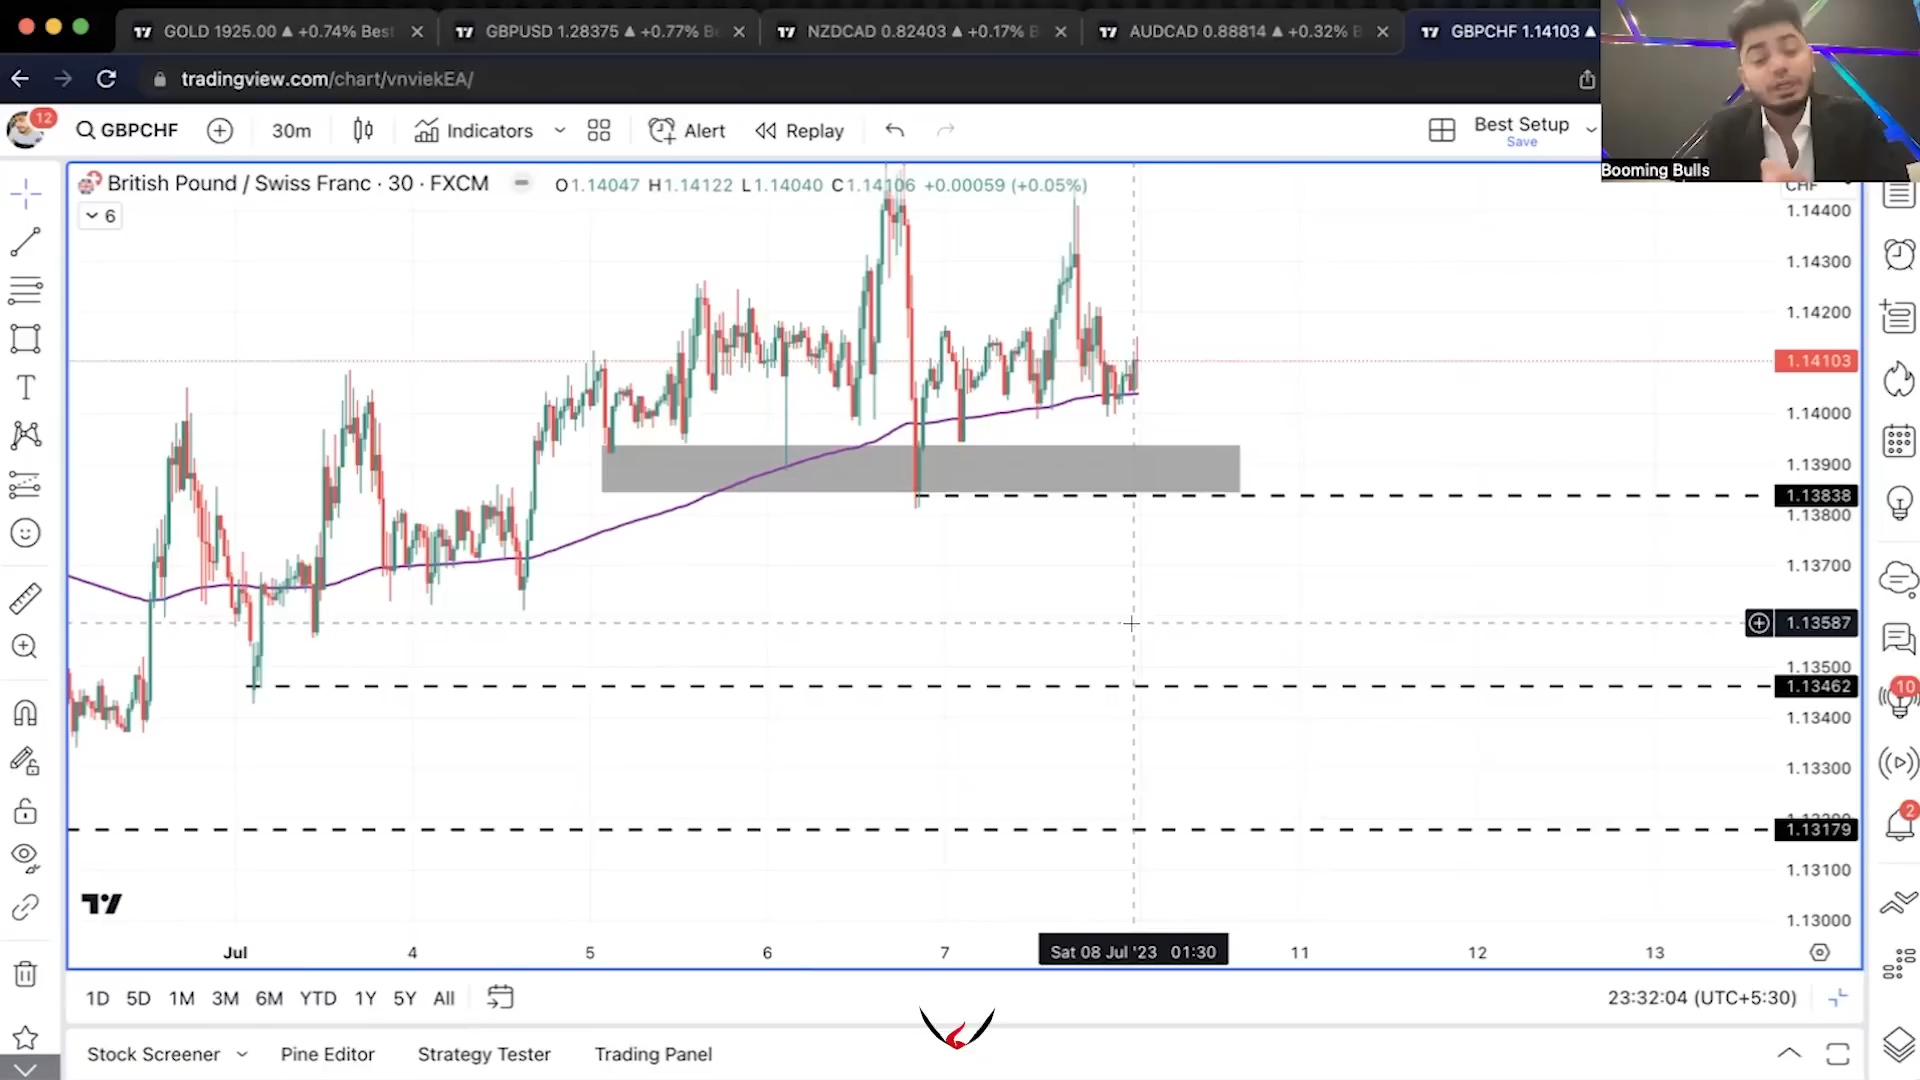 GOLD 1925.00 ▲ +0.74% Best
GBPUSD 1.28375 ▲ +0.77% Be
NZDCAD 0.82403 ▲ +0.17% B
AUDCAD 0.88814 ▲ +0.32% B
GBPCHF 1.14103 ▲
tradingview.com/chart/vnviekEA/
12
GBPCHF
30m
Indicators
Alert
Replay
Best Setup
Save
Booming Bulls
British Pound / Swiss Franc · 30 · FXCM
O1.14047 H1.14122 L1.14040 C1.14106 +0.00059 (+0.05%)
6
CHF
1.14400
1.14300
1.14200
1.14103
1.14000
1.13900
1.13838
1.13800
1.13700
1.13587
1.13500
1.13462
1.13400
1.13300
1.13179
1.13100
1.13000
10
2
T
Jul
4
5
6
7
Sat 08 Jul '23 01:30
11
12
13
1D
5D
1M
3M
6M
YTD
1Y
5Y
All
23:32:04 (UTC+5:30)
Stock Screener
Pine Editor
Strategy Tester
Trading Panel